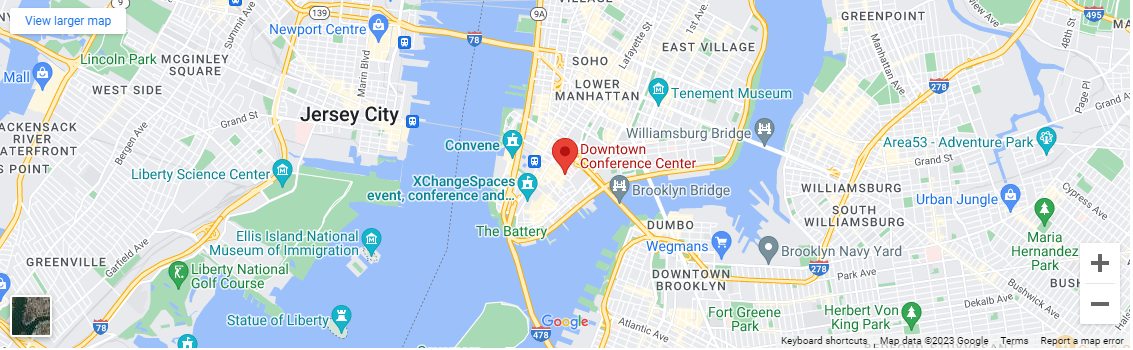 View larger map
139
Newport Centre
Lincoln Park
MCGINLEY
SQUARE
Summit Ave
Marin Blvd
78
9A
VILLAGE
SOHO
Lafayette St
1st Ave
EAST VILLAGE
LOWER
MANHATTAN
Tenement Museum
GREENPOINT
Manhattan Ave
View Ave
495
48th St
278
Page Pl
Mall
WEST SIDE
Grand St
Jersey City
Bergen Ave
ACKENSACK
RIVER
WATERFRONT
S POINT
Convene
Downtown
Conference Center
Williamsburg Bridge
Area53 - Adventure Park
Grand St
Liberty Science Center
XChangeSpaces
event, conference and...
Brooklyn Bridge
WILLIAMSBURG
Urban Jungle
Cypress Ave
SOUTH
WILLIAMSBURG
The Battery
DUMBO
Wegmans
Brooklyn Navy Yard
Maria
Hernandez
Park
Ellis Island National
Museum of Immigration
GREENVILLE
Garfield Ave
Liberty National
Golf Course
DOWNTOWN
BROOKLYN
278
Park Ave
Bushwick Ave
BUSH
Dekalb Ave
Statue of Liberty
78
478
Google
Atlantic Ave
Fort Greene
Park
Herbert Von
King Park
Keyboard shortcuts
Map data ©2023 Google
Terms
Report a map error